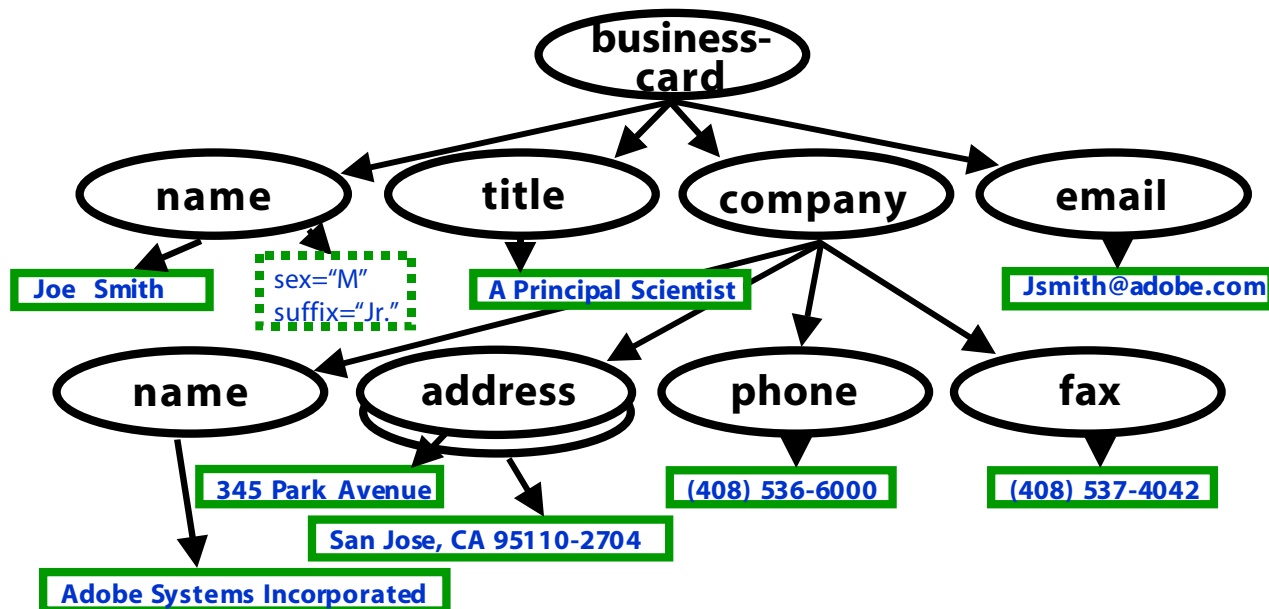 business-
card
name
title
company
email
Joe Smith
sex=“M”
suffix=“Jr.”
A Principal Scientist
Jsmith@adobe.com
name
address
phone
fax
345 Park Avenue
(408) 536-6000
(408) 537-4042
San Jose, CA 95110-2704
Adobe Systems Incorporated